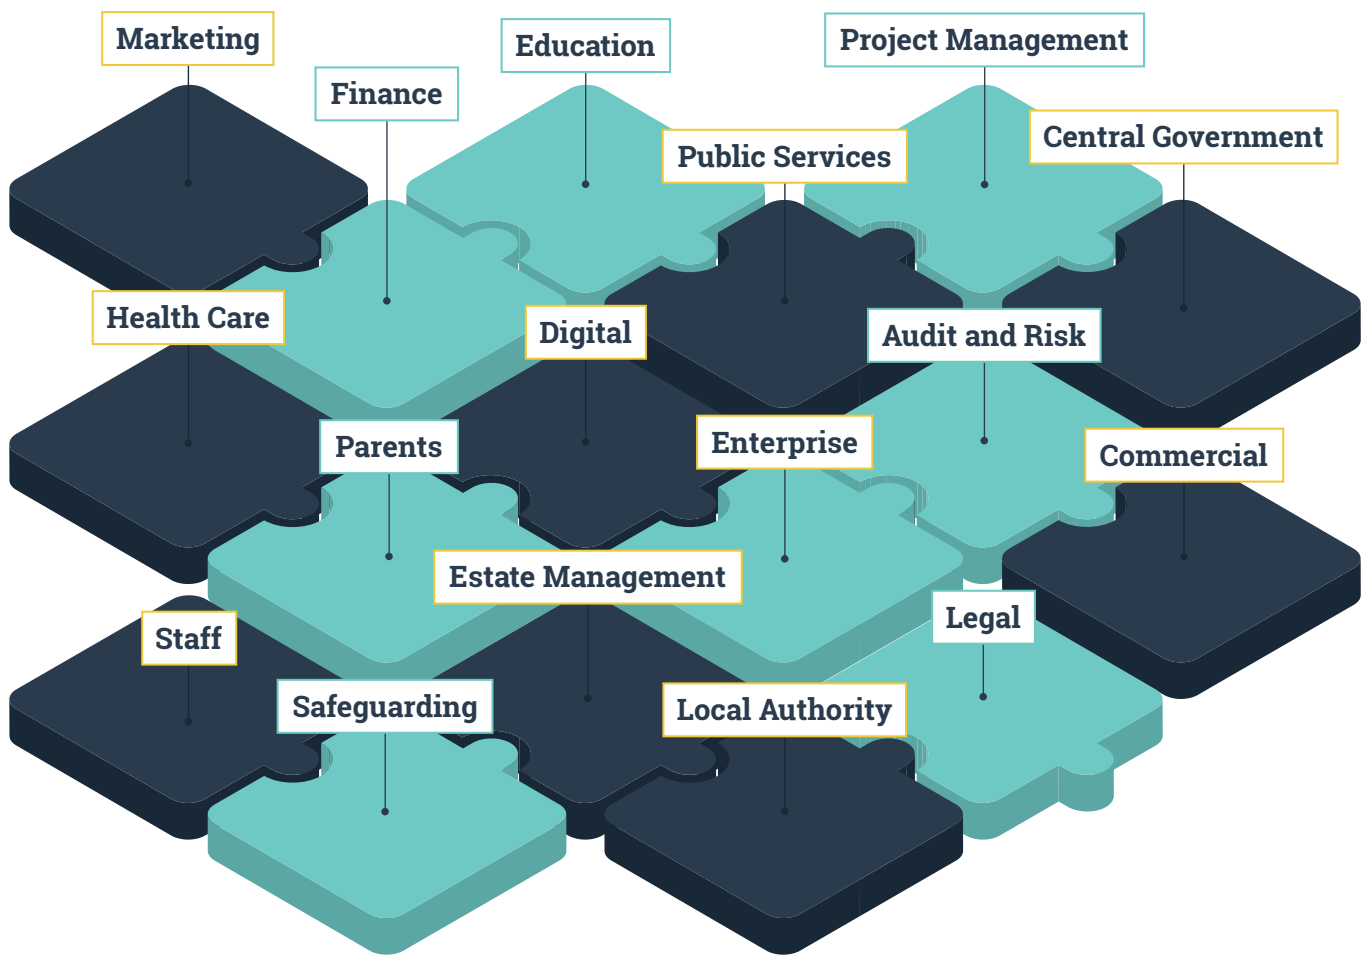 Marketing
Education
Project Management
Finance
Public Services
Central Government
Health Care
Digital
Audit and Risk
Parents
Enterprise
Commercial
Estate Management
Staff
Legal
Safeguarding
Local Authority